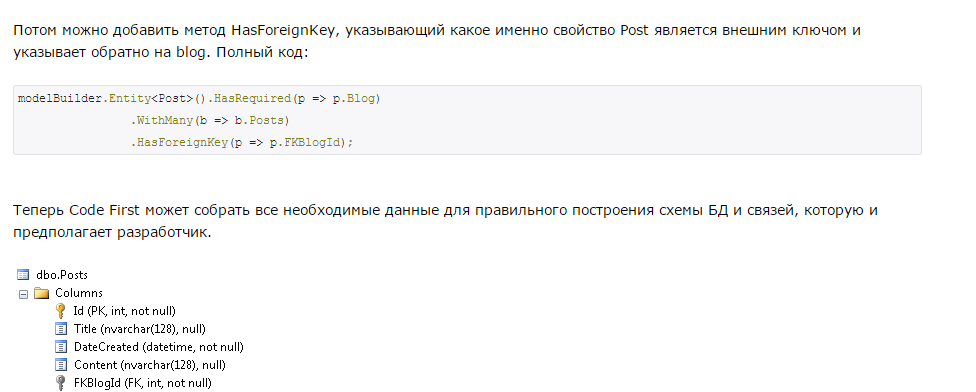 Потом можно добавить метод HasForeignKey, указывающий какое именно свойство Post является внешним ключом и
указывает обратно на blog. Полный код:
modelBuilder.Entity<Post>().HasRequired(p => p.Blog)
.WithMany(b => b.Posts)
.HasForeignKey(p => p.FKBlogId);
Теперь Code First может собрать все необходимые данные для правильного построения схемы БД и связей, которую и
предполагает разработчик.
dbo.Posts
Columns
Id (PK, int, not null)
Title (nvarchar(128), null)
DateCreated (datetime, not null)
Content (nvarchar(128), null)
FKBlogId (FK, int, not null)